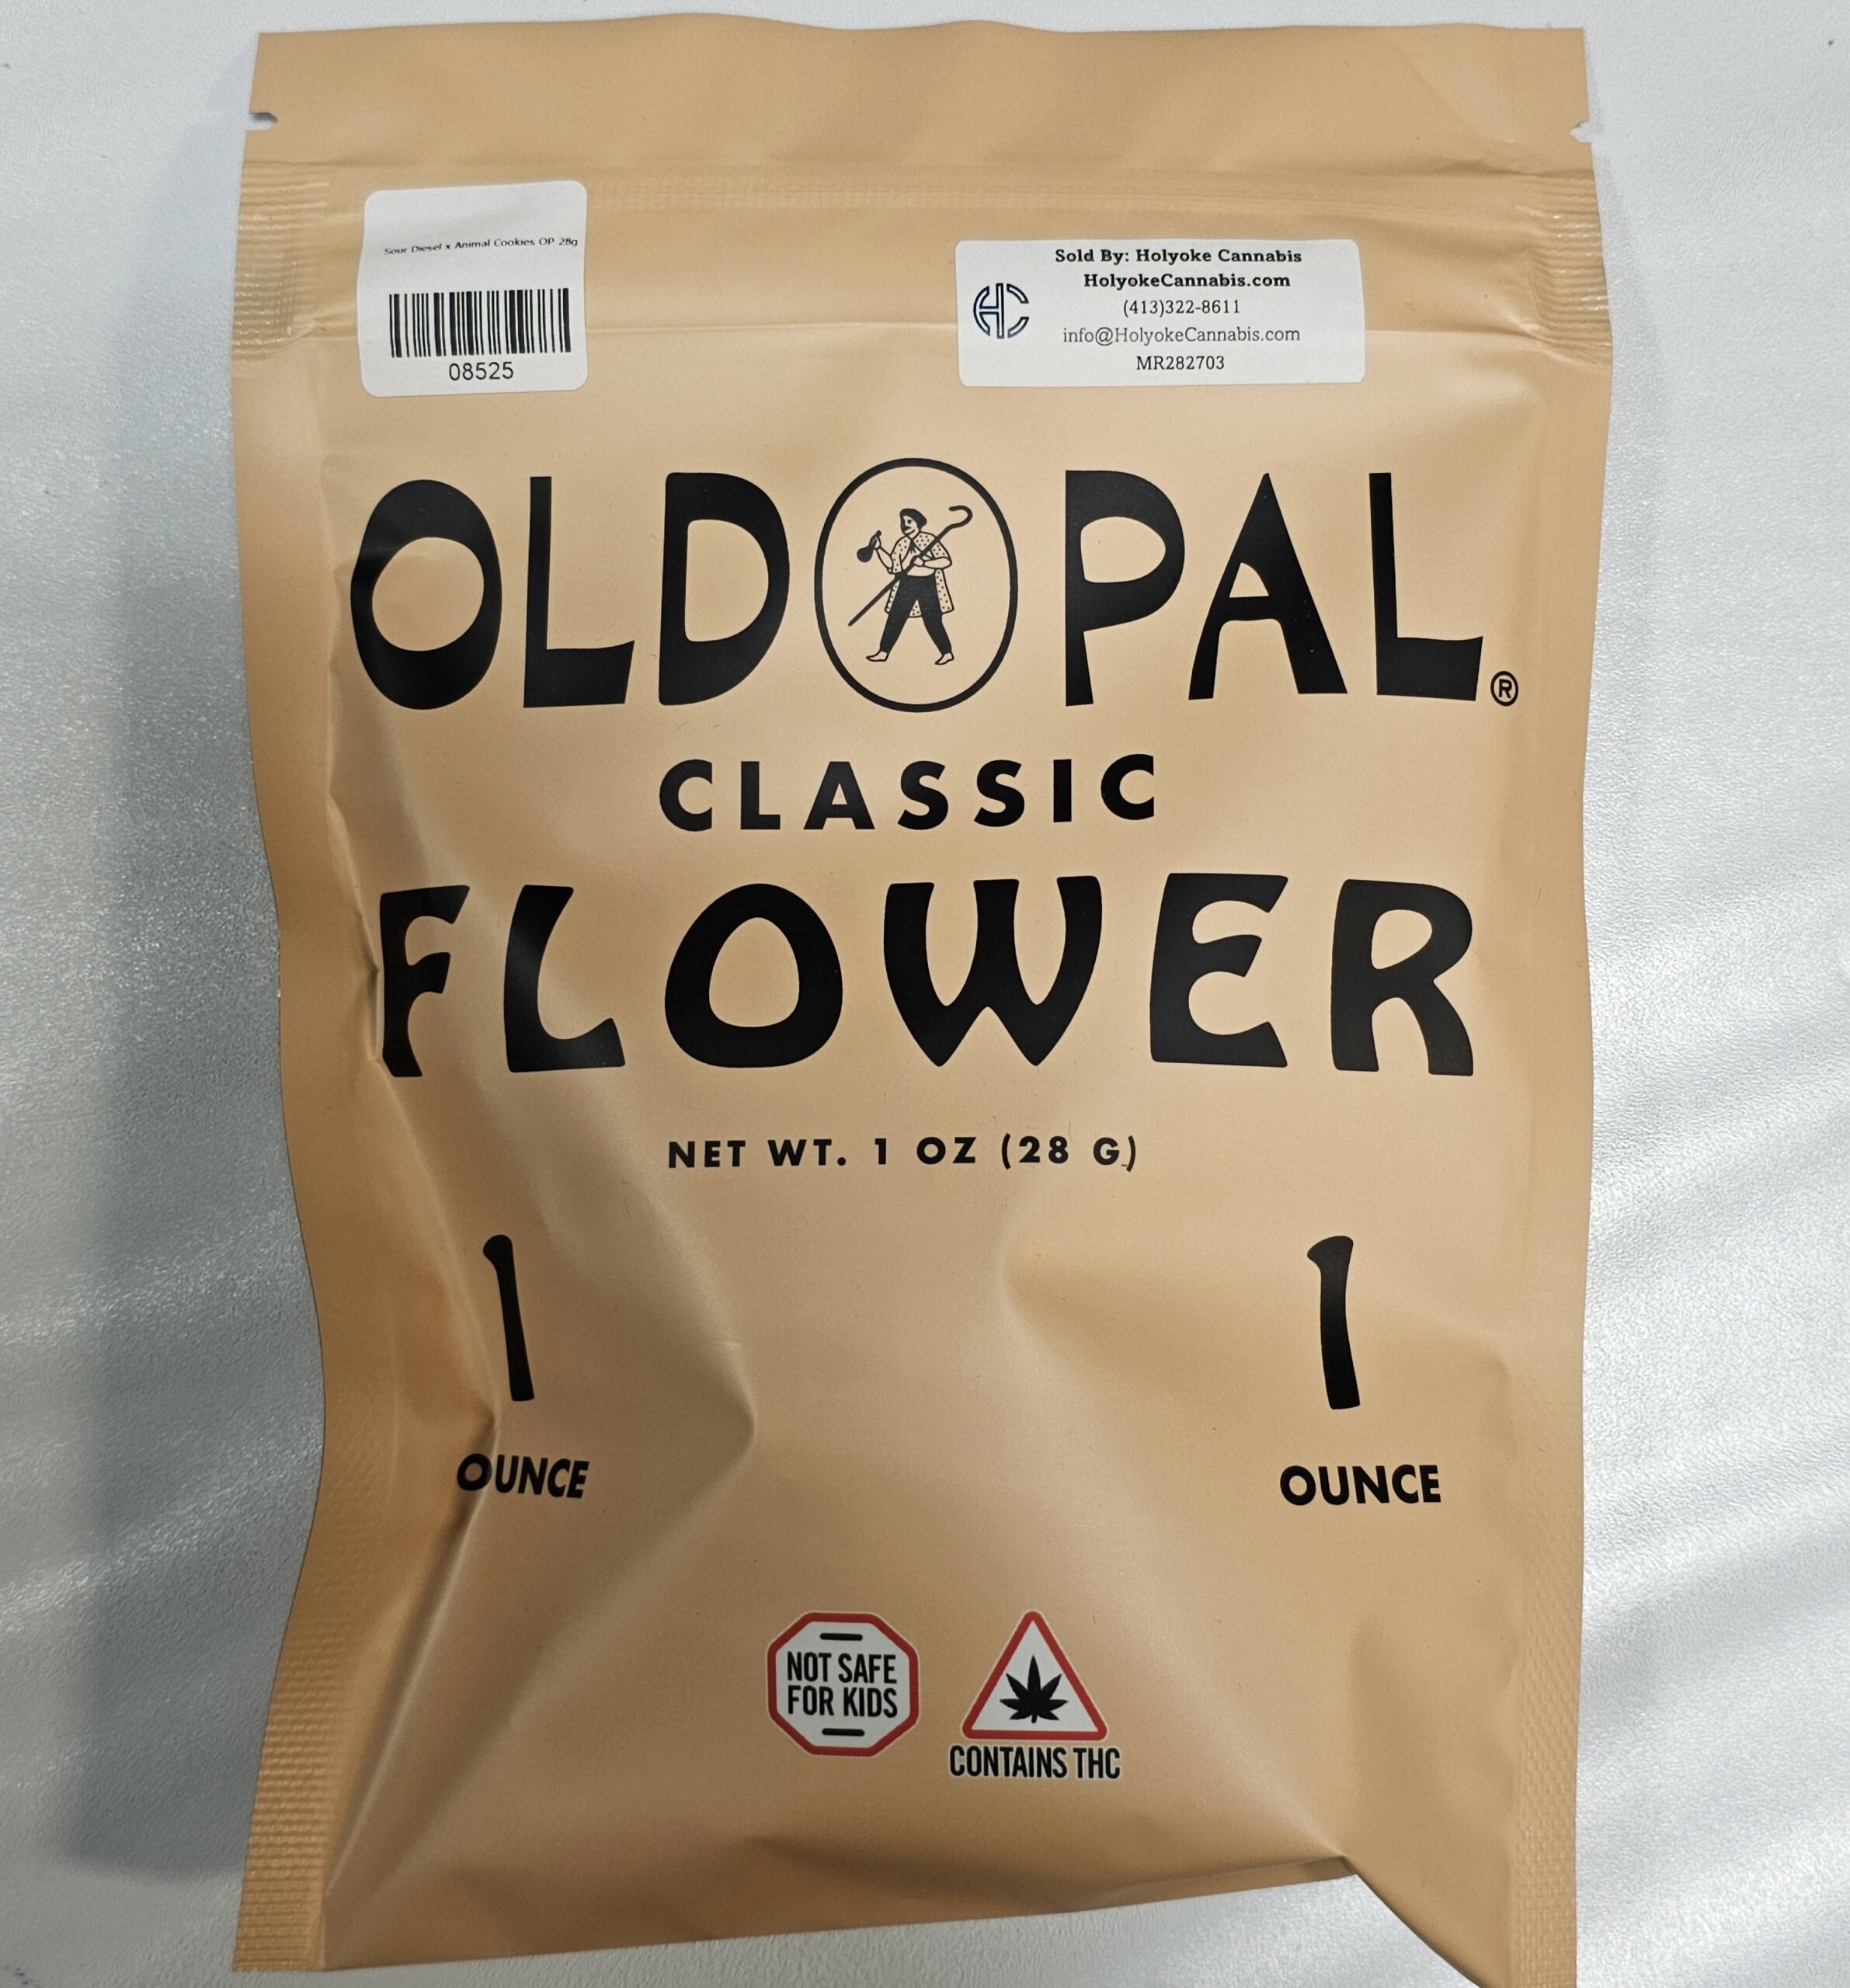 Sour Diesel x Animal Cookies OP 28g
08525
Sold By: Holyoke Cannabis
HolyokeCannabis.com
(413)322-8611
info@HolyokeCannabis.com
MR282703
HC
OLD PAL®
CLASSIC
FLOWER
NET WT. 1 OZ (28 G)
1
OUNCE
1
OUNCE
NOT SAFE
FOR KIDS
CONTAINS THC